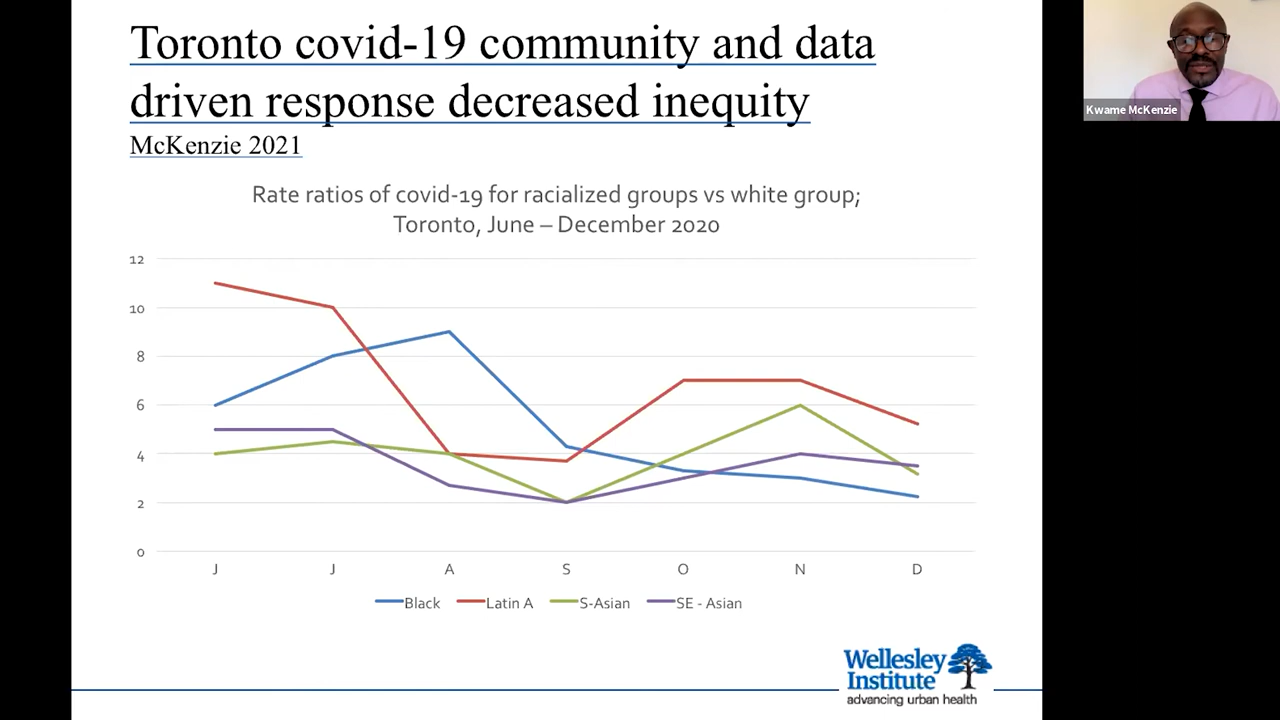 Toronto covid-19 community and data
driven response decreased inequity
McKenzie 2021
Kwame McKenzie
Rate ratios of covid-19 for racialized groups vs white group;
Toronto, June – December 2020
12
10
8
6
4
2
0
J J A S O N D
Black Latin A S-Asian SE - Asian
Wellesley
Institute
advancing urban health